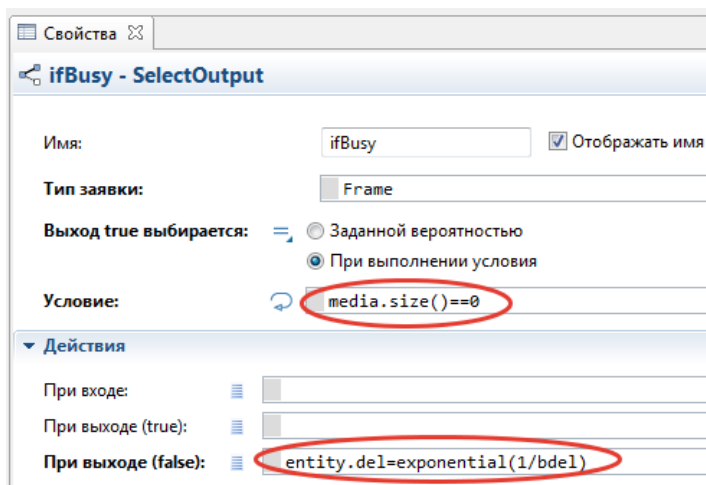 Свойства
ifBusy - SelectOutput
Имя: ifBusy Отображать имя
Тип заявки: Frame
Выход true выбирается: Заданной вероятностью
При выполнении условия
Условие: media.size()==0
Действия
При входе:
При выходе (true):
При выходе (false): entity.del=exponential(1/bdel)